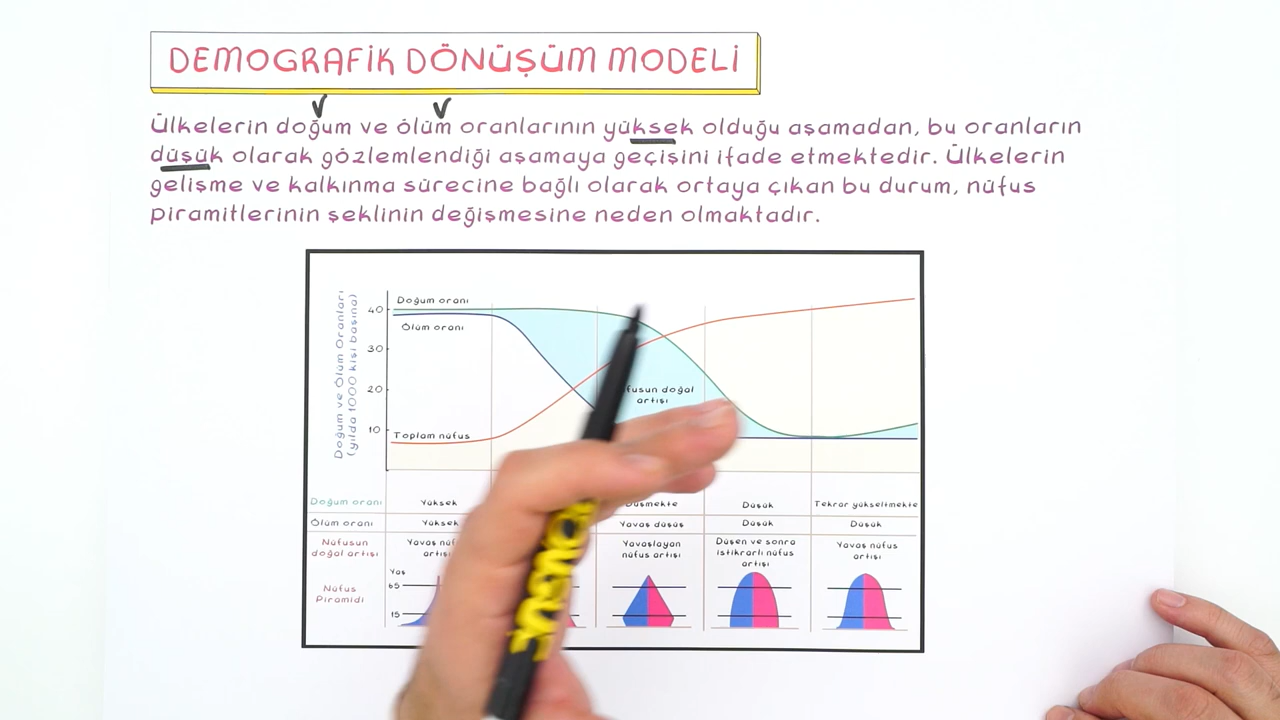 DEMOGRAFİK DÖNÜŞÜM MODELİ
Ülkelerin doğum ve ölüm oranlarının yüksek olduğu aşamadan, bu oranların
düşük olarak gözlemlendiği aşamaya geçişini ifade etmektedir. Ülkelerin
gelişme ve kalkınma sürecine bağlı olarak ortaya çıkan bu durum, nüfus
piramitlerinin şeklinin değişmesine neden olmaktadır.
Doğum ve Ölüm Oranları
(yılda 1000 kişi başına)
40
30
20
10
Doğum oranı
Ölüm oranı
Toplam nüfus
doğal
artışı
Doğum oranı Yüksek Düşük Tekrar yükselmekte
Ölüm oranı Yüksek Yavaş düşüş Düşük Düşük
Nüfusun
doğal artışı
Yavaş
Yavaşlayan
nüfus artışı
Düşen ve sonra
istikrarlı nüfus
artışı
Yavaş nüfus
artışı
Nüfus
Piramidi
Yaş
65
15